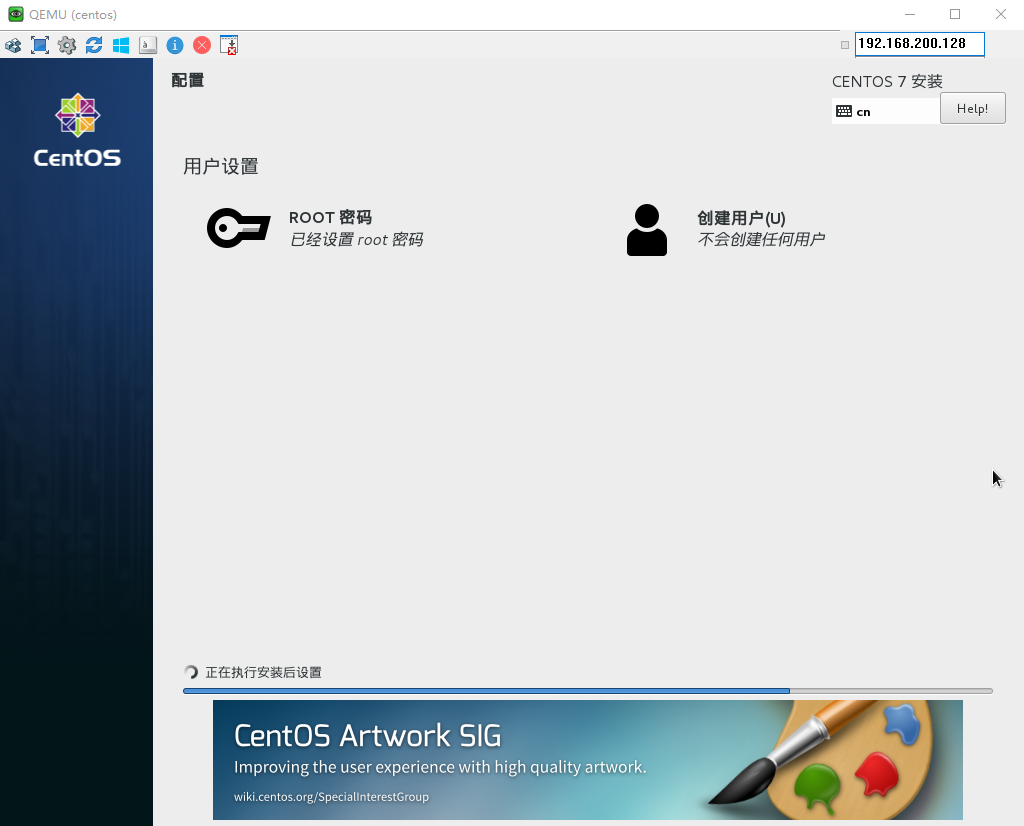 QEMU (centos)
192.168.200.128
CentOS
配置
CENTOS 7 安装
cn
Help!
用户设置
ROOT 密码
已经设置 root 密码
创建用户(U)
不会创建任何用户
正在执行安装后设置
CentOS Artwork SIG
Improving the user experience with high quality artwork.
wiki.centos.org/SpecialInterestGroup